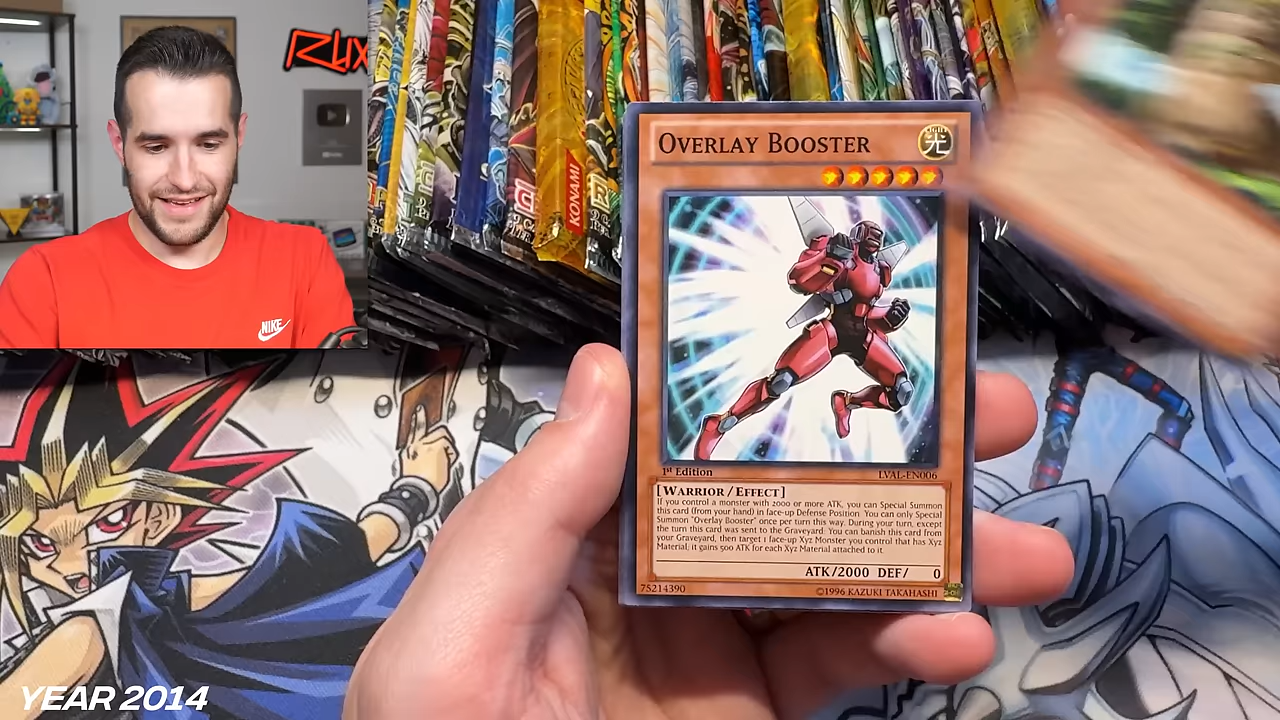 RUX
KONAMI
NIKE
OVERLAY BOOSTER
LIGHT
光
1st Edition
LVAL-EN006
[WARRIOR/EFFECT]
If you control a monster with 2000 or more ATK, you can Special Summon
this card (from your hand) in face-up Defense Position. You can only Special
Summon "Overlay Booster" once per turn this way. During your turn, except
the turn this card was sent to the Graveyard: You can banish this card from
your Graveyard, then target 1 face-up Xyz Monster you control that has Xyz
Material; it gains 500 ATK for each Xyz Material attached to it.
ATK/2000 DEF/ 0
75214390
©1996 KAZUKI TAKAHASHI
YEAR 2014